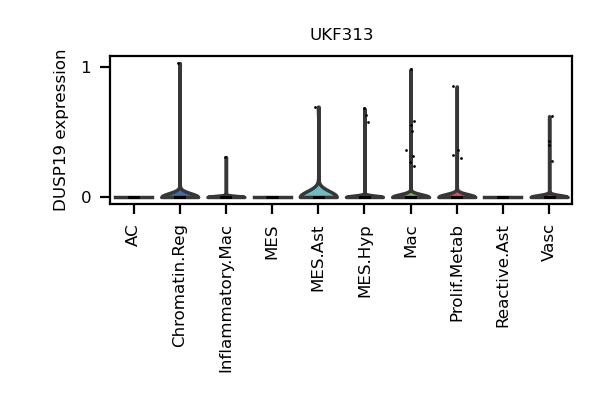 UKF313
DUSP19 expression
1
0
AC
Chromatin.Reg
Inflammatory.Mac
MES
MES.Ast
MES.Hyp
Mac
Prolif.Metab
Reactive.Ast
Vasc